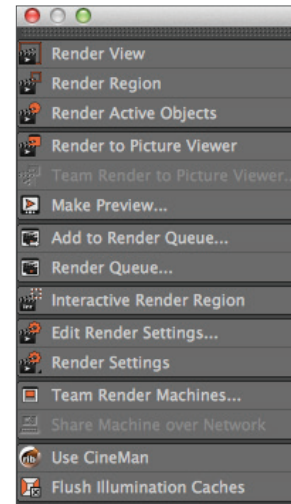 Render View
Render Region
Render Active Objects
Render to Picture Viewer
Team Render to Picture Viewer..
Make Preview...
Add to Render Queue...
Render Queue...
Interactive Render Region
Edit Render Settings...
Render Settings
Team Render Machines...
Share Machine over Network
Use CineMan
Flush Illumination Caches